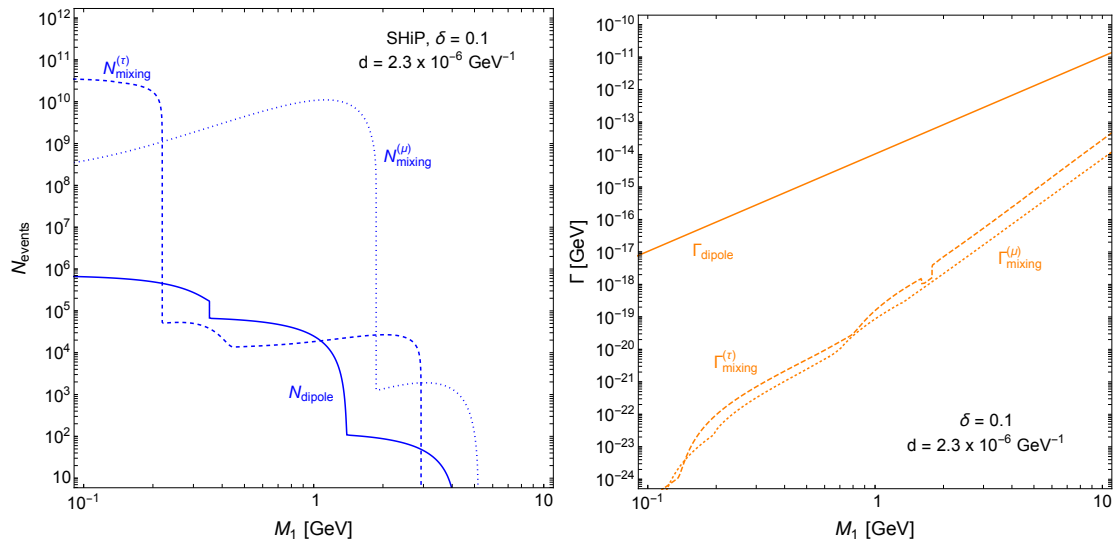 10¹²
10¹¹
10¹⁰
10⁹
10⁸
10⁷
10⁶
10⁵
10⁴
10³
10²
10
N_events
SHiP, δ = 0.1
d = 2.3 x 10⁻⁶ GeV⁻¹
N_mixing^(τ)
N_mixing^(μ)
N_dipole
10⁻¹ 1 10
M₁ [GeV]
10⁻¹⁰
10⁻¹¹
10⁻¹²
10⁻¹³
10⁻¹⁴
10⁻¹⁵
10⁻¹⁶
10⁻¹⁷
10⁻¹⁸
10⁻¹⁹
10⁻²⁰
10⁻²¹
10⁻²²
10⁻²³
10⁻²⁴
Γ [GeV]
Γ_dipole
Γ_mixing^(μ)
Γ_mixing^(τ)
δ = 0.1
d = 2.3 x 10⁻⁶ GeV⁻¹
10⁻¹ 1 10
M₁ [GeV]